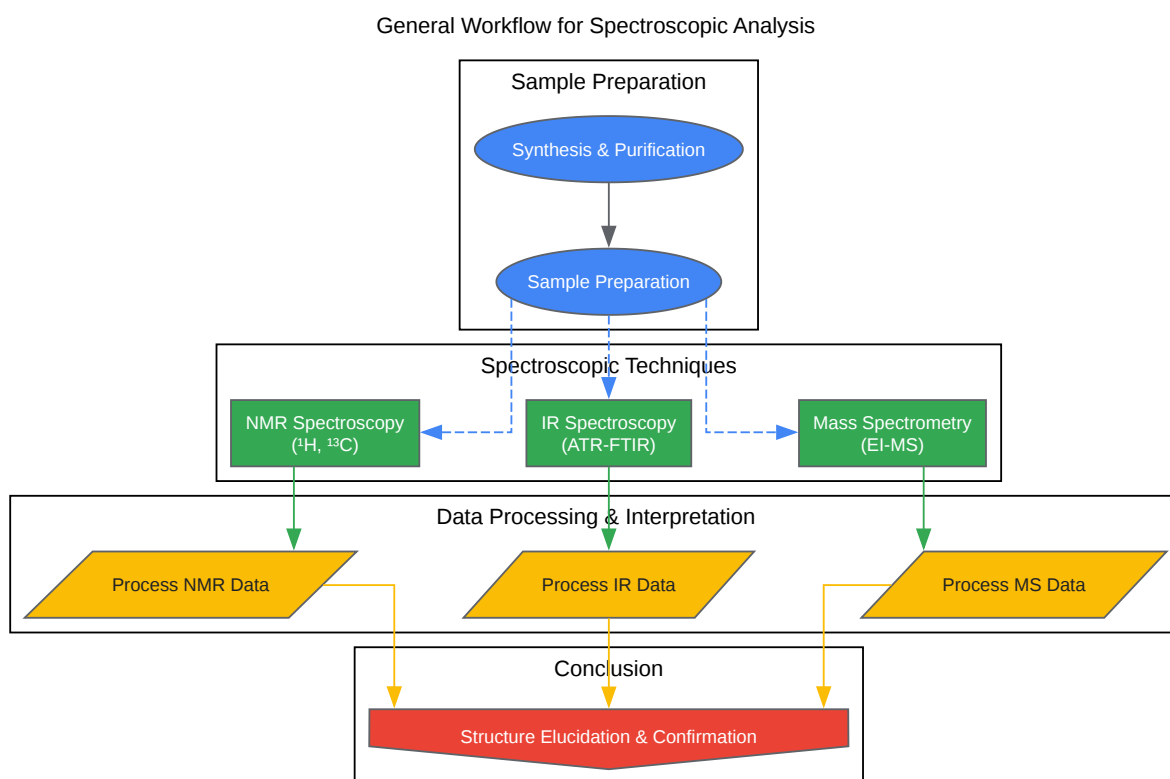 General Workflow for Spectroscopic Analysis
Sample Preparation
Synthesis & Purification
Sample Preparation
Spectroscopic Techniques
NMR Spectroscopy
(¹H, ¹³C)
IR Spectroscopy
(ATR-FTIR)
Mass Spectrometry
(EI-MS)
Data Processing & Interpretation
Process NMR Data
Process IR Data
Process MS Data
Conclusion
Structure Elucidation & Confirmation